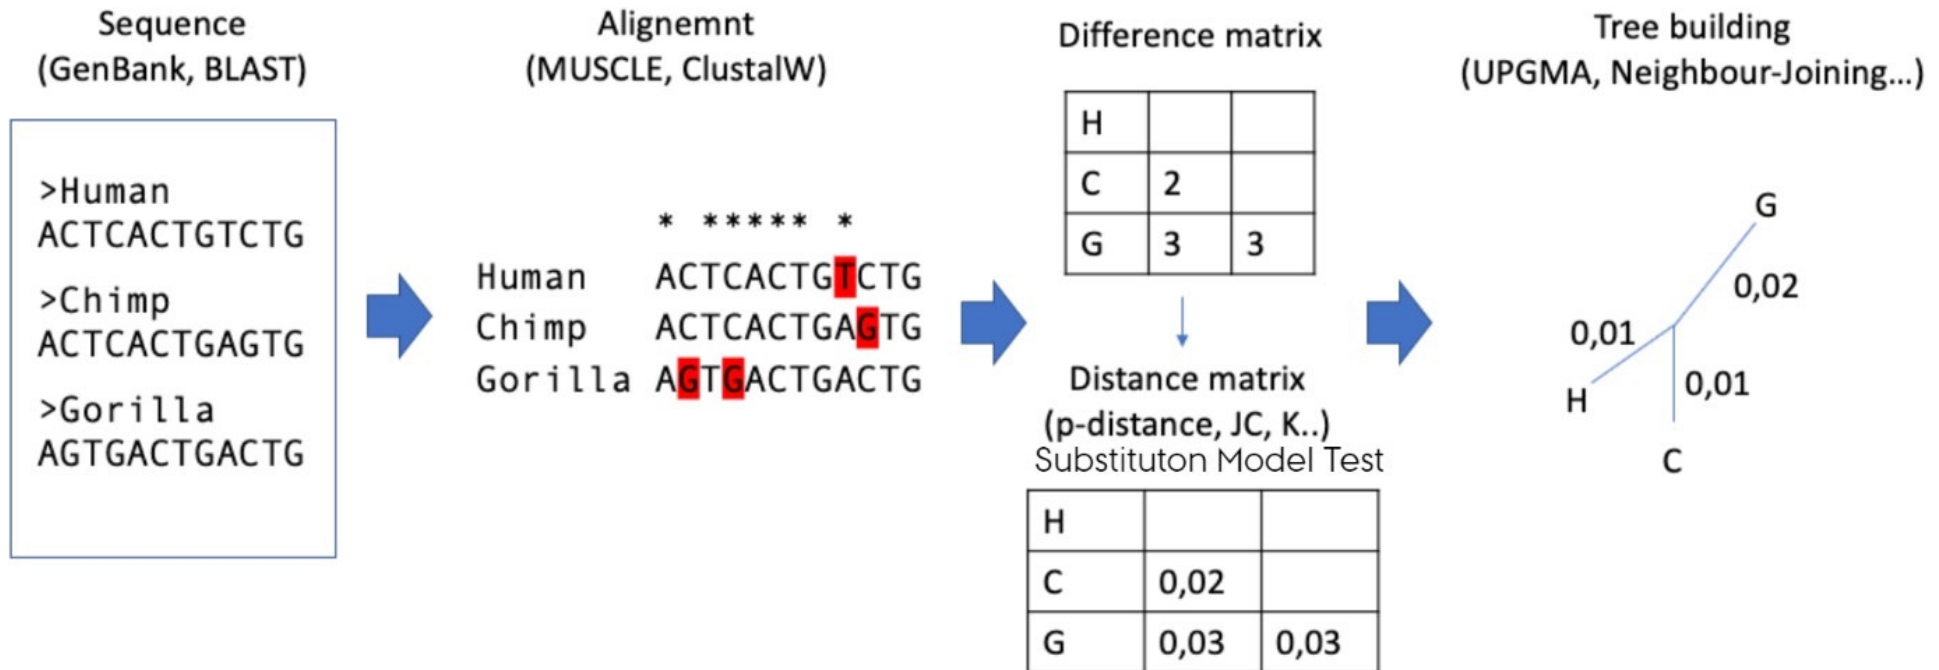 Sequence
(GenBank, BLAST)
>Human
ACTCACTGTCTG
>Chimp
ACTCACTGAGTG
>Gorilla
AGTGACTGACTG
Alignemnt
(MUSCLE, ClustalW)
* ***** *
Human ACTCACTGTCTG
Chimp ACTCACTGAGTG
Gorilla AGTGACTGACTG
Difference matrix
H
C 2
G 3 3
Distance matrix
(p-distance, JC, K..)
Substituton Model Test
H
C 0,02
G 0,03 0,03
Tree building
(UPGMA, Neighbour-Joining...)
G
0,02
0,01
H
0,01
C